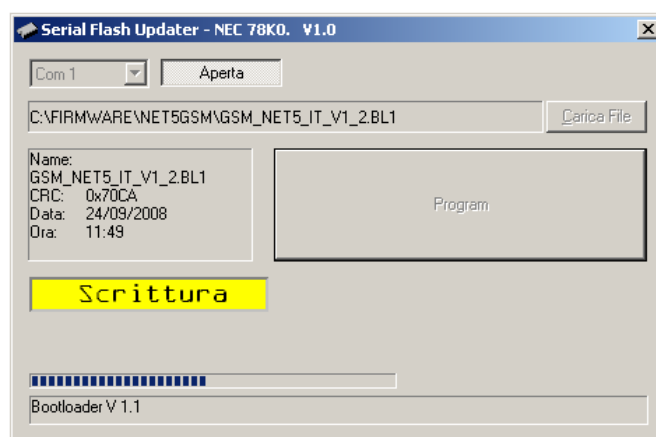 Serial Flash Updater - NEC 78K0. V1.0
Com 1
Aperta
C:\FIRMWARE\NET5GSM\GSM_NET5_IT_V1_2.BL1
Carica File
Name:
GSM_NET5_IT_V1_2.BL1
CRC: 0x70CA
Data: 24/09/2008
Ora: 11:49
Program
Scrittura
Bootloader V 1.1